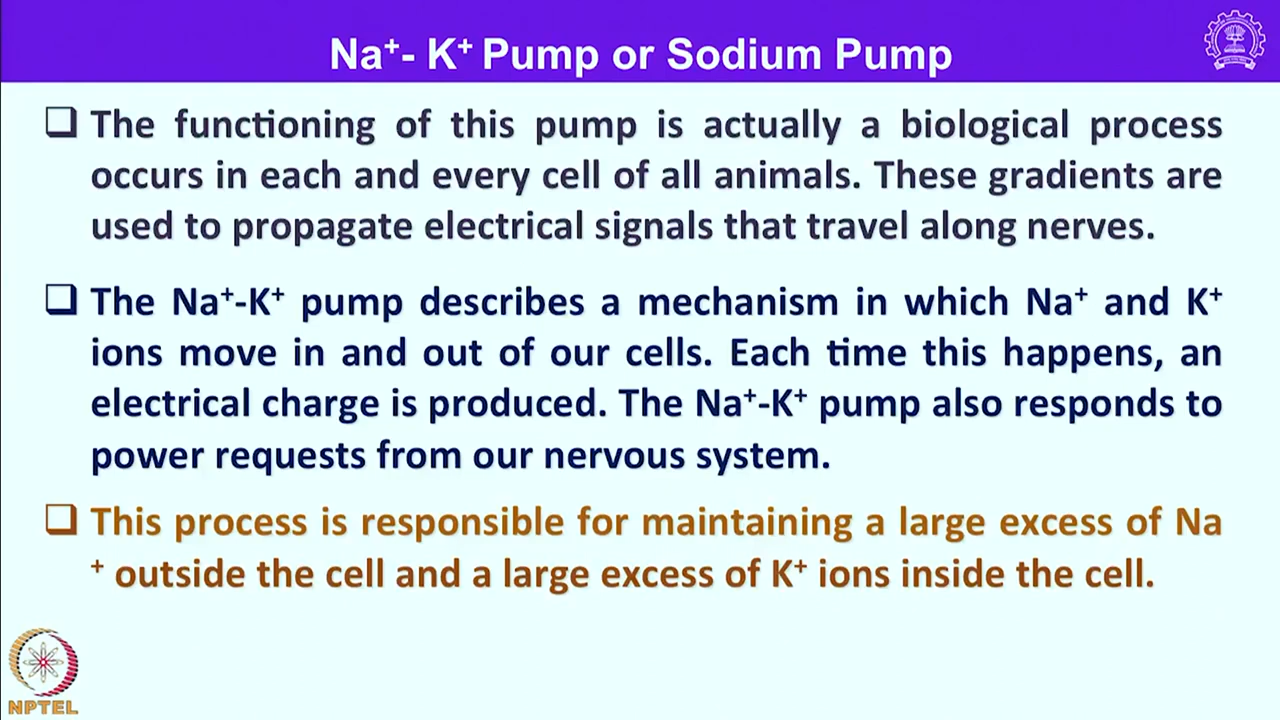 Na⁺- K⁺ Pump or Sodium Pump
❑ The functioning of this pump is actually a biological process
occurs in each and every cell of all animals. These gradients are
used to propagate electrical signals that travel along nerves.
❑ The Na⁺-K⁺ pump describes a mechanism in which Na⁺ and K⁺
ions move in and out of our cells. Each time this happens, an
electrical charge is produced. The Na⁺-K⁺ pump also responds to
power requests from our nervous system.
❑ This process is responsible for maintaining a large excess of Na
⁺ outside the cell and a large excess of K⁺ ions inside the cell.
NPTEL